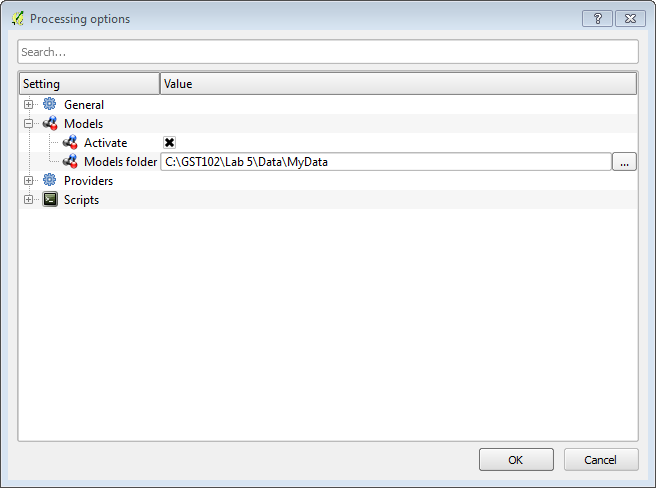 Processing options
Search...
Setting Value
General
Models
Activate
Models folder C:\GST102\Lab 5\Data\MyData ...
Providers
Scripts
OK Cancel